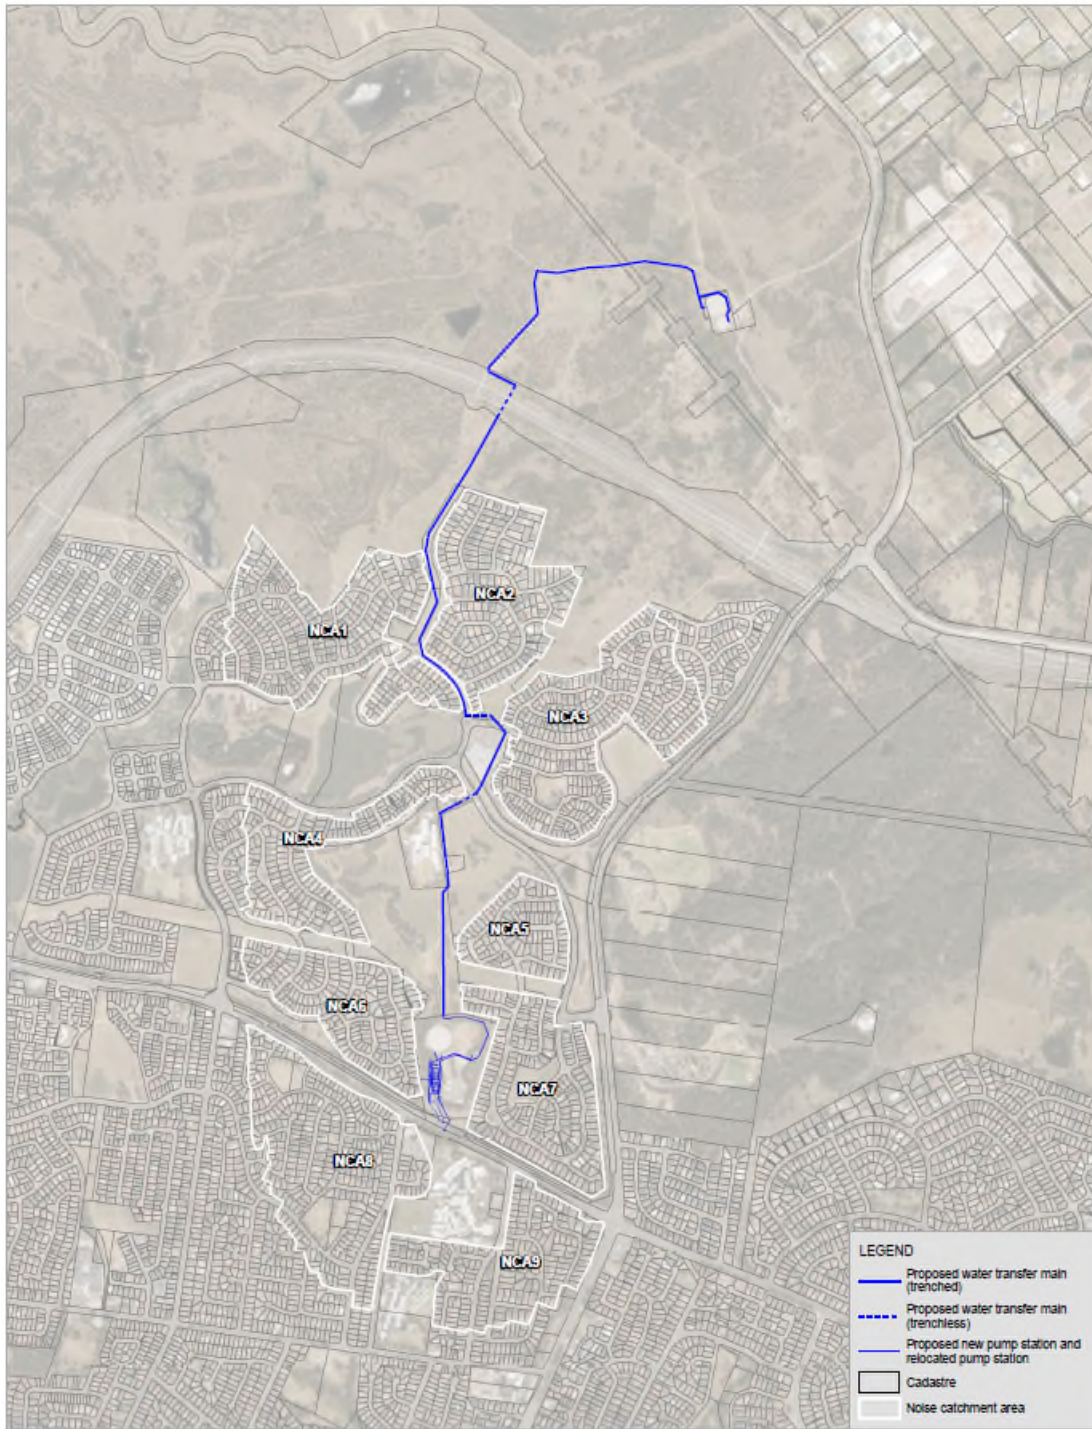 NCA2
NCA1
NCA3
NCA4
NCA5
NCA6
NCA7
NCA8
NCA9
LEGEND
Proposed water transfer main
(trenched)
Proposed water transfer main
(trenchless)
Proposed new pump station and
relocated pump station
Cadastre
Noise catchment area